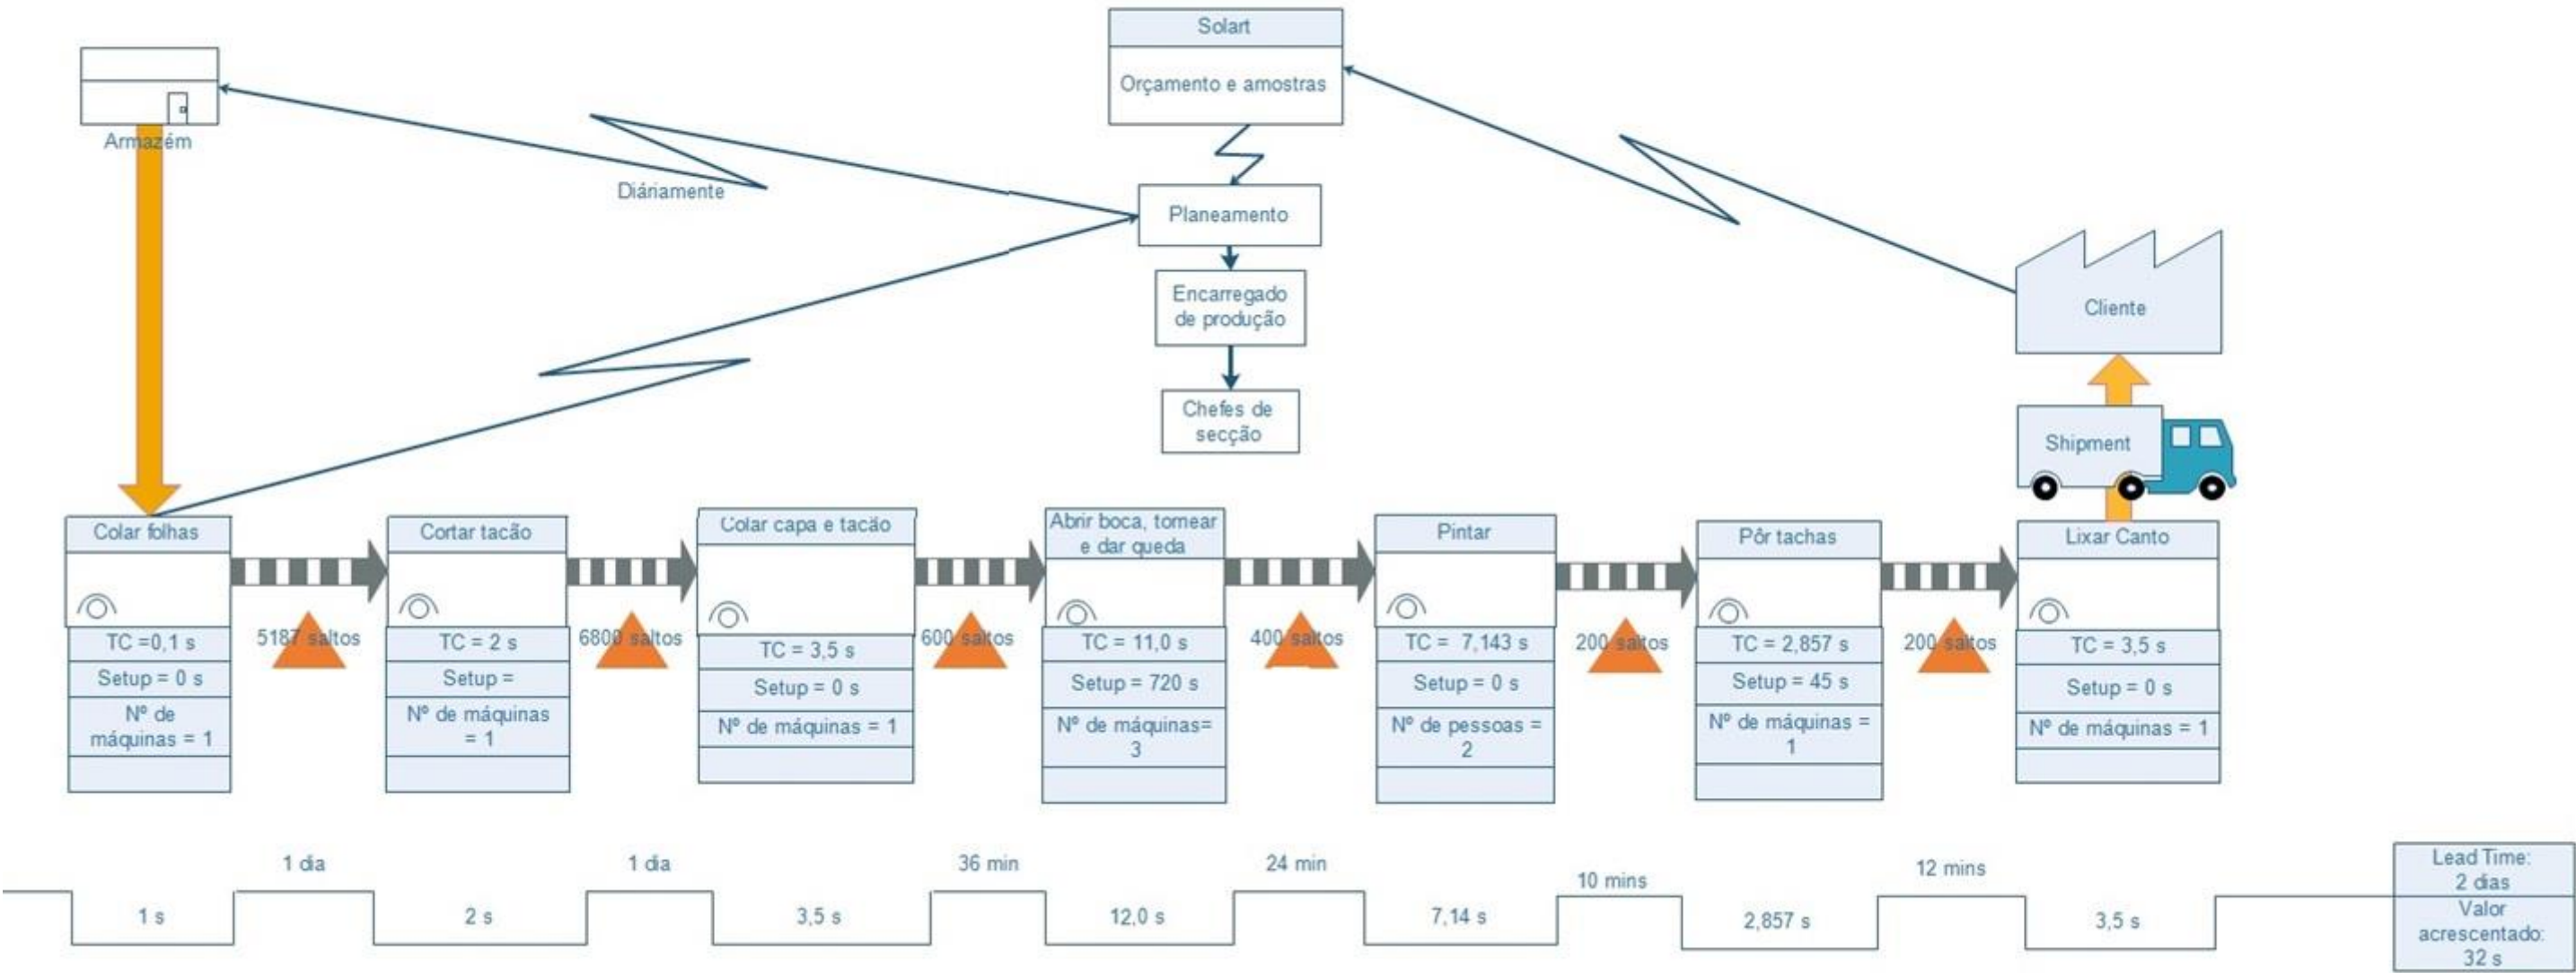 Solart
Orçamento e amostras
Armazém
Diáriamente
Planeamento
Encarregado
de produção
Cliente
Chefes de
secção
Shipment
Colar folhas
TC =0,1 s
Setup = 0 s
Nº de
máquinas = 1
5187 saltos
Cortar tacão
TC = 2 s
Setup =
Nº de máquinas
= 1
6800 saltos
Colar capa e tacão
TC = 3,5 s
Setup = 0 s
Nº de máquinas = 1
600 saltos
Abrir boca, tornear
e dar queda
TC = 11,0 s
Setup = 720 s
Nº de máquinas=
3
400 saltos
Pintar
TC = 7,143 s
Setup = 0 s
Nº de pessoas =
2
200 saltos
Pôr tachas
TC = 2,857 s
Setup = 45 s
Nº de máquinas =
1
200 saltos
Lixar Canto
TC = 3,5 s
Setup = 0 s
Nº de máquinas = 1
1 dia
1 dia
36 min
24 min
10 mins
12 mins
1 s
2 s
3,5 s
12,0 s
7,14 s
2,857 s
3,5 s
Lead Time:
2 dias
Valor
acrescentado:
32 s